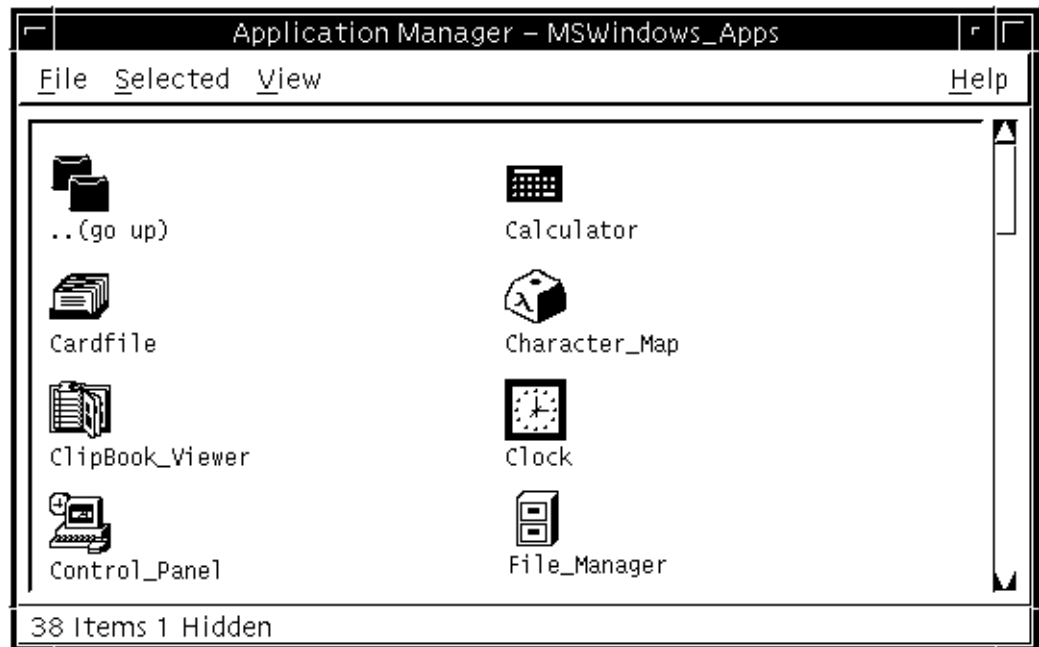 Application Manager – MSWindows_Apps
File Selected View Help
..(go up) Calculator
Cardfile Character_Map
ClipBook_Viewer Clock
Control_Panel File_Manager
38 Items 1 Hidden